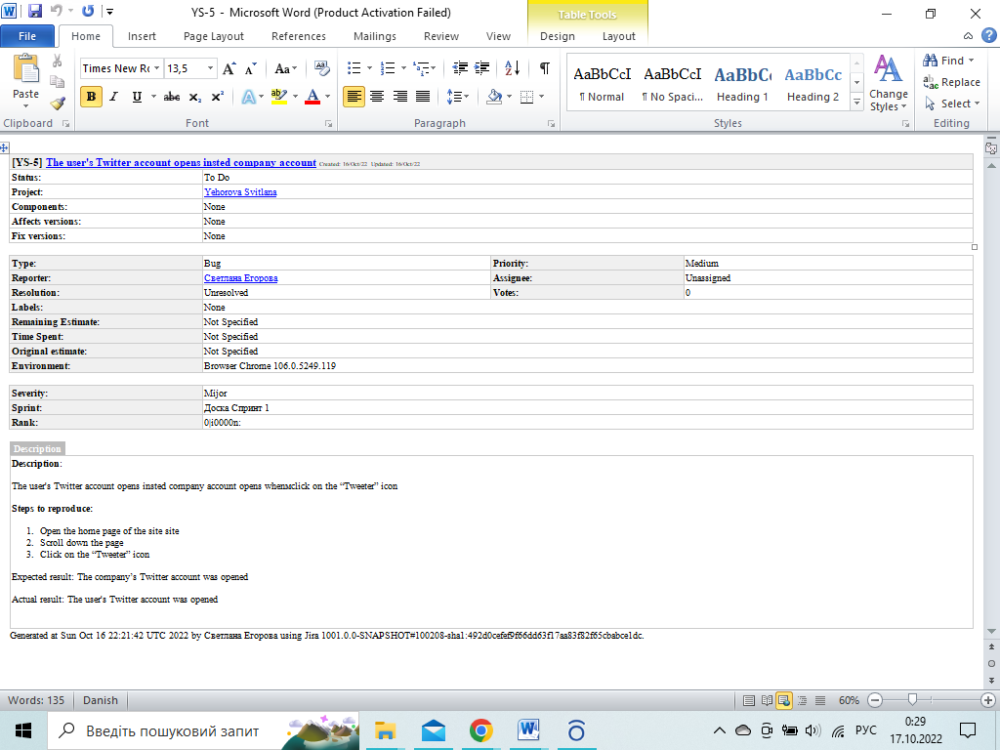 YS-5 - Microsoft Word (Product Activation Failed)
Table Tools
File Home Insert Page Layout References Mailings Review View Design Layout
Paste
Clipboard
Times New Ro 13,5
Font
Paragraph
AaBbCcI AaBbCcI AaBbC AaBbCc
¶ Normal ¶ No Spaci... Heading 1 Heading 2
Change Styles
Styles
Find
Replace
Select
Editing
[YS-5] The user's Twitter account opens insted company account Created: 16/Oct/22 Updated: 16/Oct/22
Status: To Do
Project: Yehorova Svitlana
Components: None
Affects versions: None
Fix versions: None
Type: Bug Priority: Medium
Reporter: Светлана Егорова Assignee: Unassigned
Resolution: Unresolved Votes: 0
Labels: None
Remaining Estimate: Not Specified
Time Spent: Not Specified
Original estimate: Not Specified
Environment: Browser Chrome 106.0.5249.119
Severity: Mijor
Sprint: Доска Спринт 1
Rank: 0|i0000n:
Description
Description:
The user's Twitter account opens insted company account opens whenисlick on the “Tweeter” icon
Steps to reproduce:
1. Open the home page of the site site
2. Scroll down the page
3. Click on the “Tweeter” icon
Expected result: The company’s Twitter account was opened
Actual result: The user's Twitter account was opened
Generated at Sun Oct 16 22:21:42 UTC 2022 by Светлана Егорова using Jira 1001.0.0-SNAPSHOT#100208-sha1:492d0cefef9f66dd63f17aa83f82f65cbabce1dc.
Words: 135 Danish 60%
Введіть пошуковий запит
РУС
0:29
17.10.2022